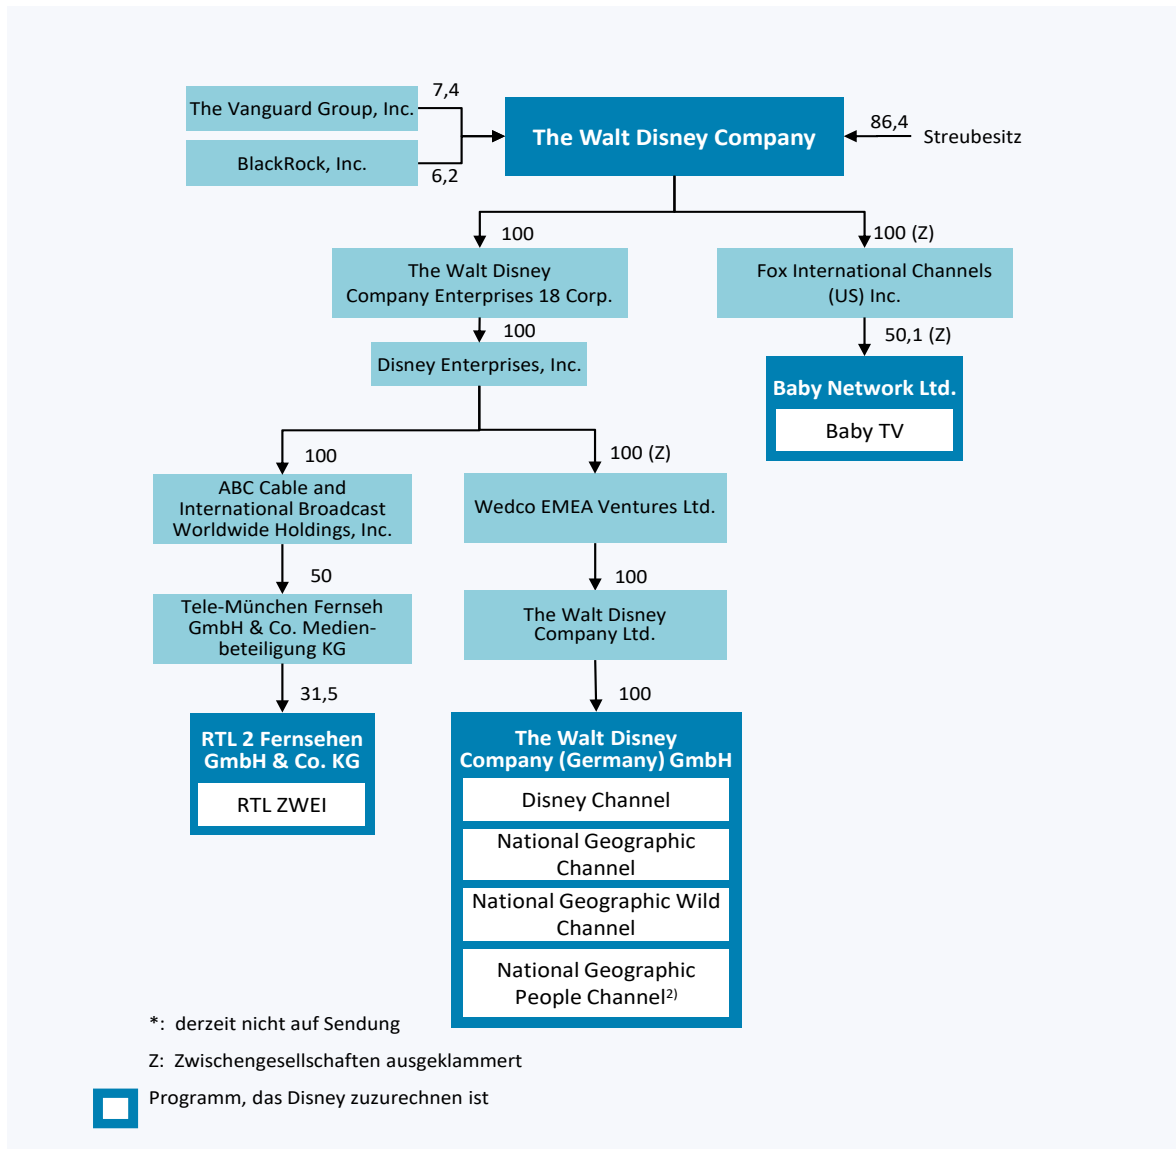 7,4
The Vanguard Group, Inc.
The Walt Disney Company
86,4
Streubesitz
BlackRock, Inc.
6,2
100
100 (Z)
The Walt Disney
Company Enterprises 18 Corp.
Fox International Channels
(US) Inc.
100
50,1 (Z)
Disney Enterprises, Inc.
Baby Network Ltd.
Baby TV
100
100 (Z)
ABC Cable and
International Broadcast
Worldwide Holdings, Inc.
Wedco EMEA Ventures Ltd.
50
100
Tele-München Fernseh
GmbH & Co. Medien-
beteiligung KG
The Walt Disney
Company Ltd.
31,5
100
RTL 2 Fernsehen
GmbH & Co. KG
RTL ZWEI
The Walt Disney
Company (Germany) GmbH
Disney Channel
National Geographic
Channel
National Geographic Wild
Channel
National Geographic
People Channel2)
*: derzeit nicht auf Sendung
Z: Zwischengesellschaften ausgeklammert
Programm, das Disney zuzurechnen ist